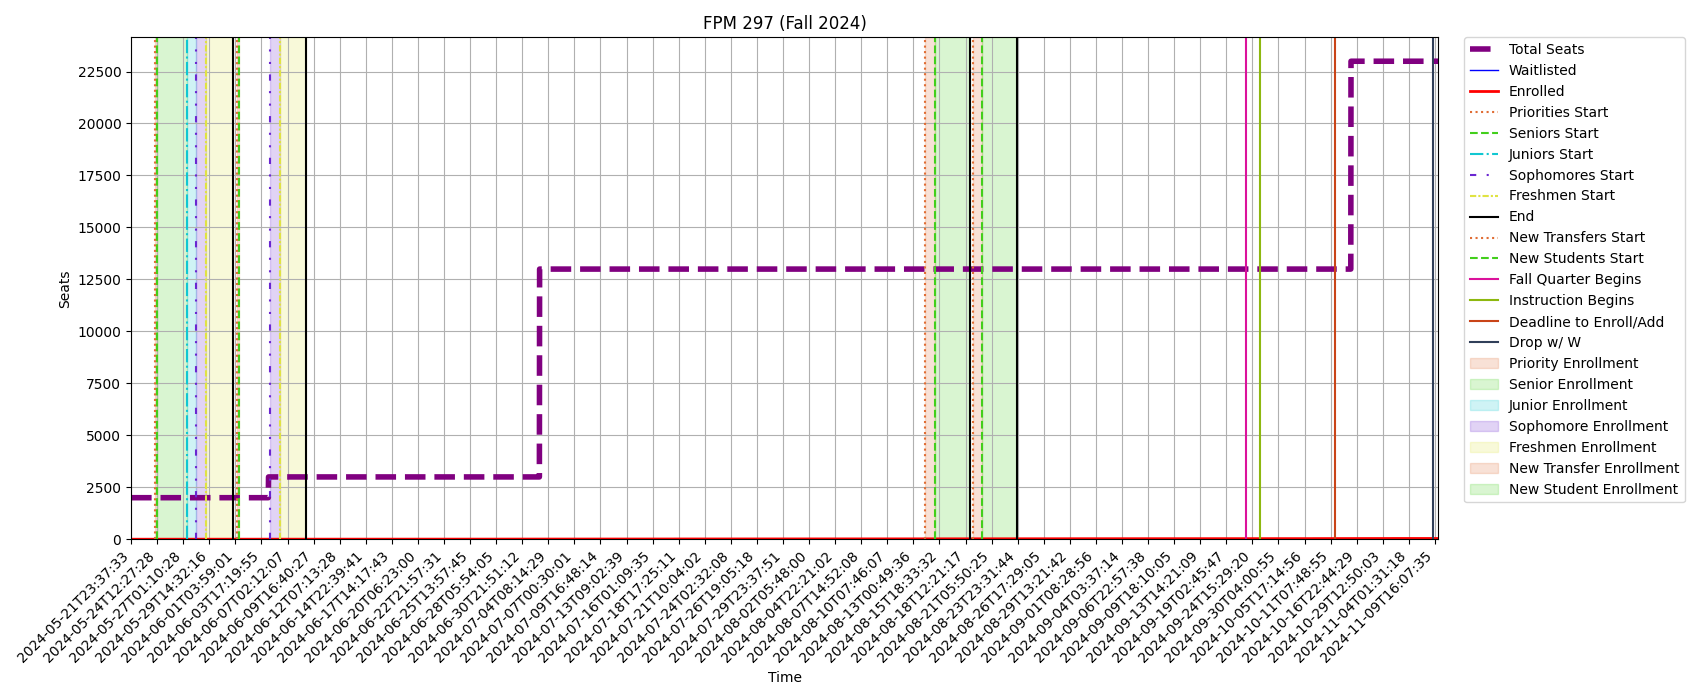 FPM 297 (Fall 2024)
Seats
22500
20000
17500
15000
12500
10000
7500
5000
2500
0
2024-05-21T23:37:33
2024-05-24T12:27:28
2024-05-27T01:10:28
2024-05-29T14:32:16
2024-06-01T03:59:01
2024-06-03T17:19:55
2024-06-07T02:12:07
2024-06-09T16:40:27
2024-06-12T07:13:28
2024-06-14T22:39:41
2024-06-17T14:17:43
2024-06-20T06:23:00
2024-06-22T21:57:31
2024-06-25T13:57:45
2024-06-28T05:54:05
2024-06-30T21:51:12
2024-07-04T08:14:29
2024-07-07T00:30:01
2024-07-09T16:48:14
2024-07-13T09:02:39
2024-07-16T01:09:35
2024-07-18T17:25:11
2024-07-21T10:04:02
2024-07-24T02:32:08
2024-07-26T19:05:18
2024-07-29T23:37:51
2024-08-02T05:48:00
2024-08-04T22:21:02
2024-08-07T14:52:08
2024-08-10T07:46:07
2024-08-13T00:49:36
2024-08-15T18:33:32
2024-08-18T12:21:17
2024-08-21T05:50:25
2024-08-23T23:31:44
2024-08-26T17:29:05
2024-08-29T13:21:42
2024-09-01T08:28:56
2024-09-04T03:37:14
2024-09-06T22:57:38
2024-09-09T18:10:05
2024-09-13T14:21:09
2024-09-19T02:45:47
2024-09-24T15:29:20
2024-09-30T04:00:55
2024-10-05T17:14:56
2024-10-11T07:48:55
2024-10-16T22:44:29
2024-10-29T12:50:03
2024-11-04T01:31:18
2024-11-09T16:07:35
Time
Total Seats
Waitlisted
Enrolled
Priorities Start
Seniors Start
Juniors Start
Sophomores Start
Freshmen Start
End
New Transfers Start
New Students Start
Fall Quarter Begins
Instruction Begins
Deadline to Enroll/Add
Drop w/ W
Priority Enrollment
Senior Enrollment
Junior Enrollment
Sophomore Enrollment
Freshmen Enrollment
New Transfer Enrollment
New Student Enrollment